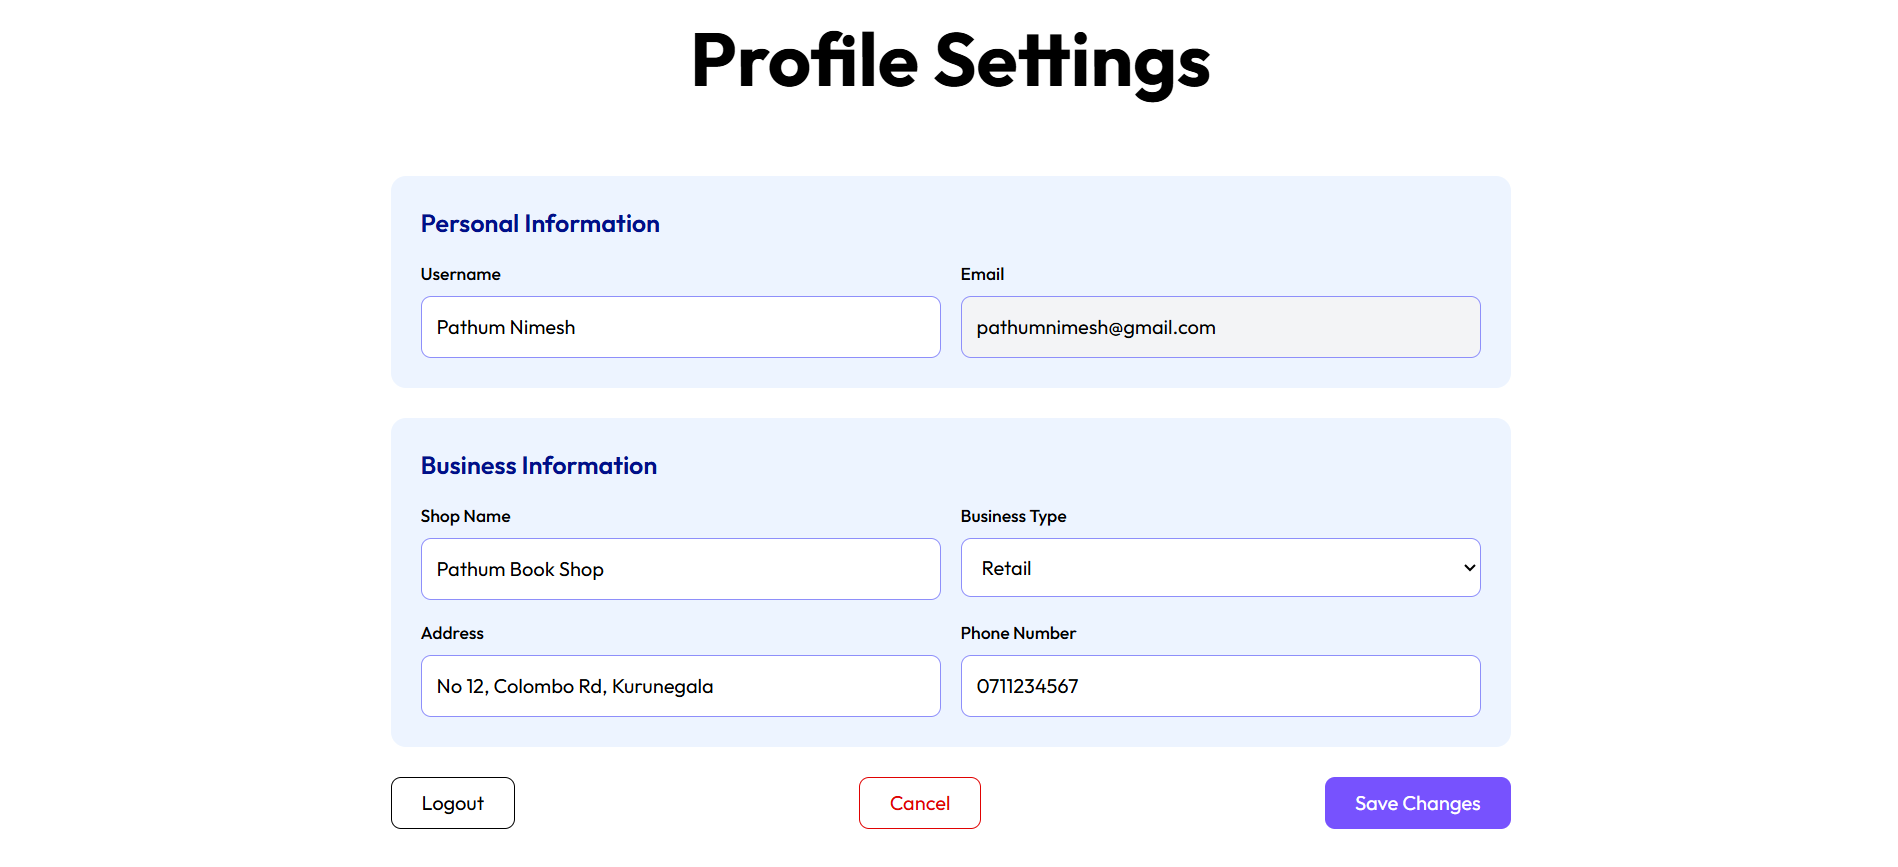 Profile Settings
Personal Information
Username
Email
Pathum Nimesh
pathumnimesh@gmail.com
Business Information
Shop Name
Business Type
Pathum Book Shop
Retail
Address
Phone Number
No 12, Colombo Rd, Kurunegala
0711234567
Logout
Cancel
Save Changes